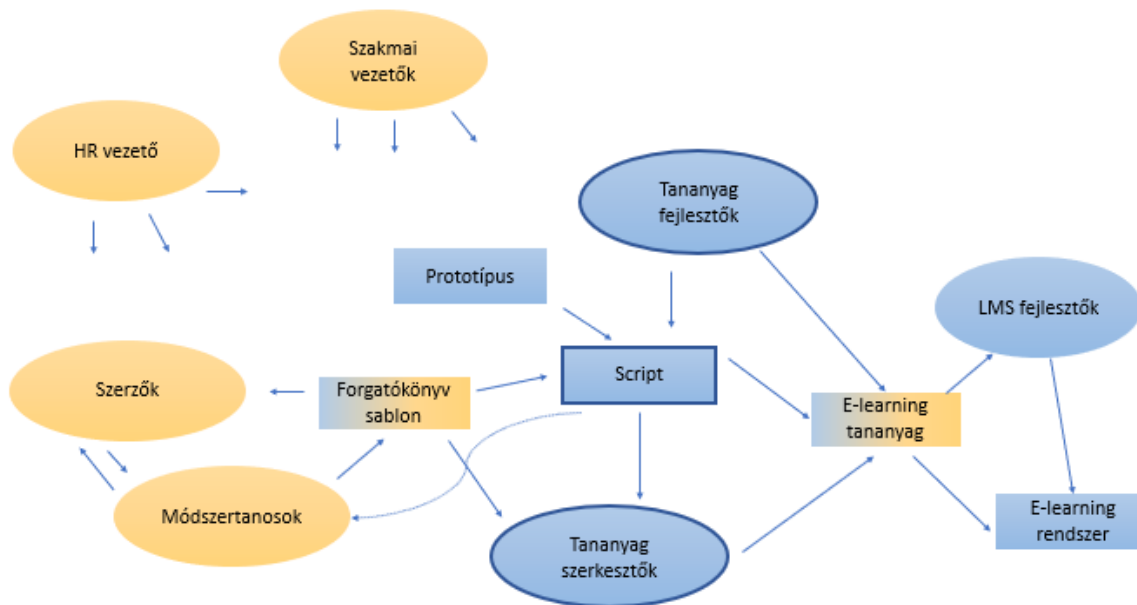 Szakmai
vezetők
HR vezető
Tananyag
fejlesztők
Prototípus
LMS fejlesztők
Script
Szerzők
Forgatókönyv
sablon
E-learning
tananyag
Módszertanosok
E-learning
rendszer
Tananyag
szerkesztők